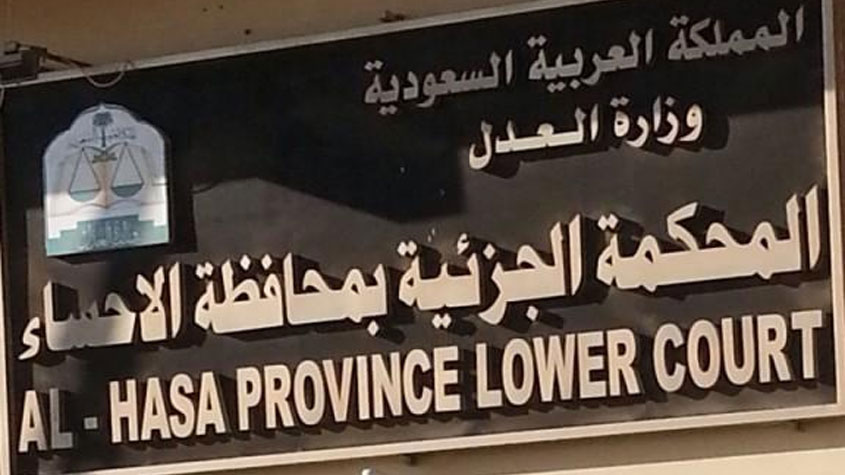 المملكة العربية السعودية
وزارة العدل
المحكمة الجزئية بمحافظة الاحساء
AL - HASA PROVINCE LOWER COURT